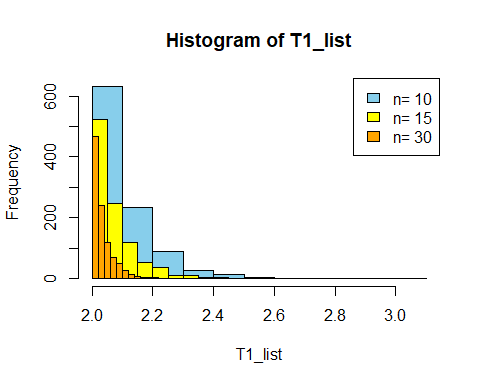 Histogram of T1_list
n= 10
n= 15
n= 30
Frequency
600
400
200
0
2.0 2.2 2.4 2.6 2.8 3.0
T1_list